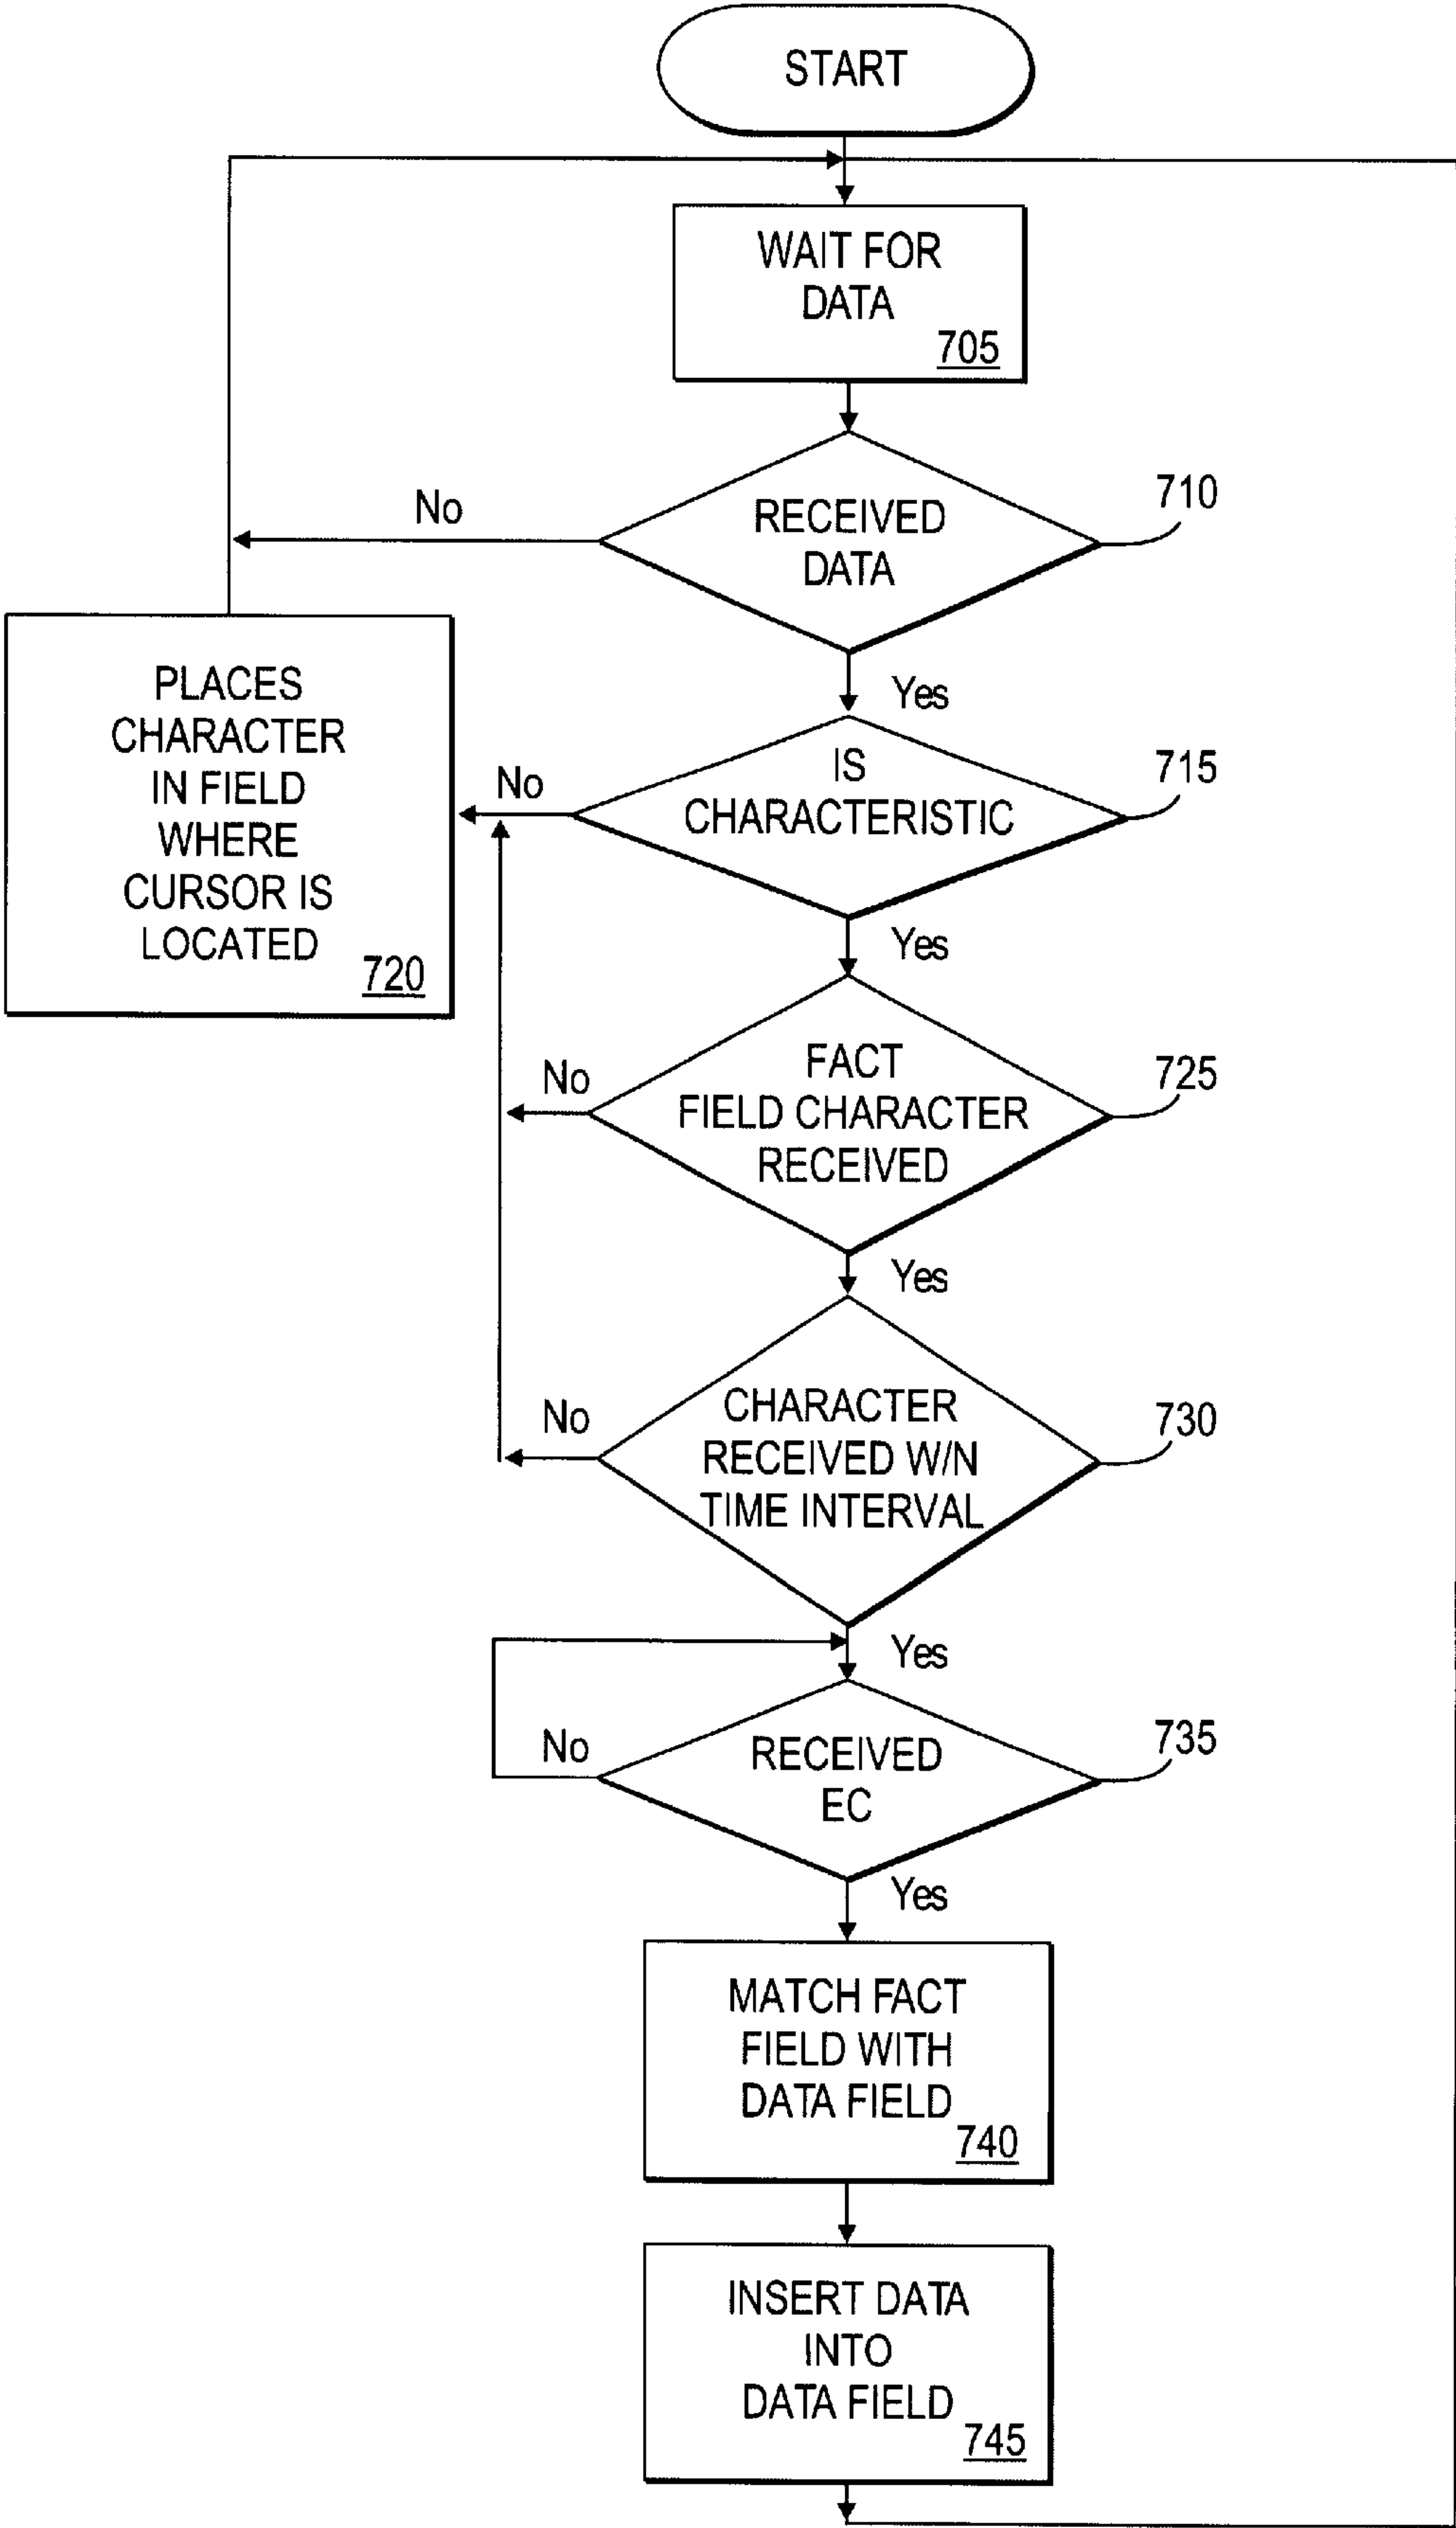 START
WAIT FOR
DATA
705
RECEIVED
DATA
710
No
Yes
PLACES
CHARACTER
IN FIELD
WHERE
CURSOR IS
LOCATED
720
IS
CHARACTERISTIC
715
No
Yes
FACT
FIELD CHARACTER
RECEIVED
725
No
Yes
CHARACTER
RECEIVED W/N
TIME INTERVAL
730
No
Yes
RECEIVED
EC
735
No
Yes
MATCH FACT
FIELD WITH
DATA FIELD
740
INSERT DATA
INTO
DATA FIELD
745